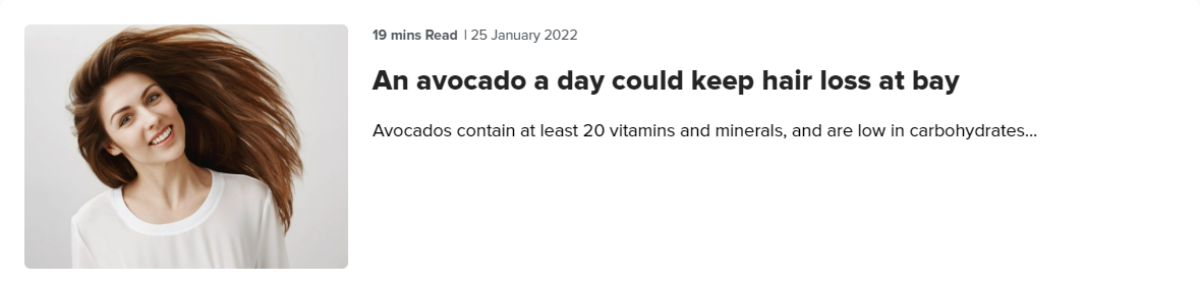 19 mins Read | 25 January 2022
An avocado a day could keep hair loss at bay
Avocados contain at least 20 vitamins and minerals, and are low in carbohydrates...